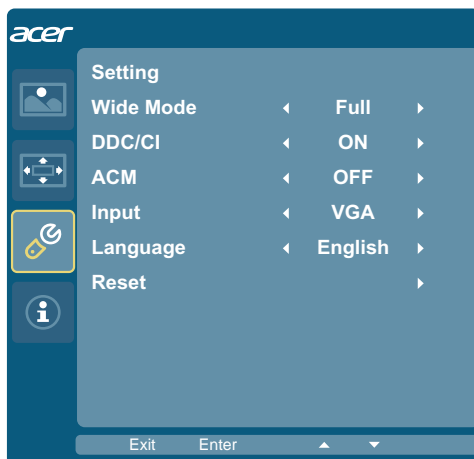 acer
Setting
Wide Mode Full
DDC/CI ON
ACM OFF
Input VGA
Language English
Reset
Exit Enter